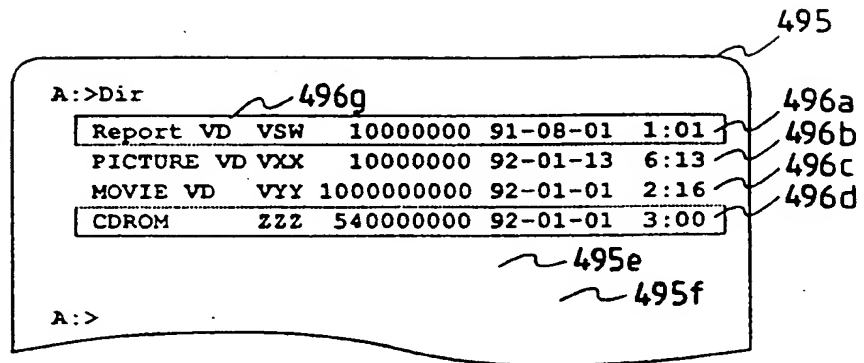 495
A:>Dir
496g
Report VD VSW 10000000 91-08-01 1:01 496a
PICTURE VD VXX 10000000 92-01-13 6:13 496b
MOVIE VD VYY 1000000000 92-01-01 2:16 496c
CDROM ZZZ 540000000 92-01-01 3:00 496d
495e
495f
A:>